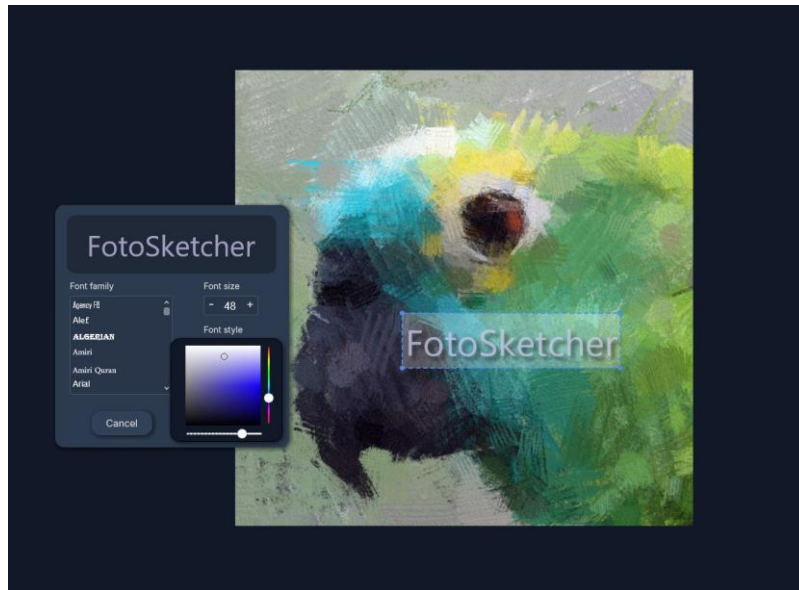 FotoSketcher
Font family
Font size
Agency FB
Alef
ALGERIAN
Amiri
Amiri Quran
Arial
- 48 +
Font style
Cancel
FotoSketcher